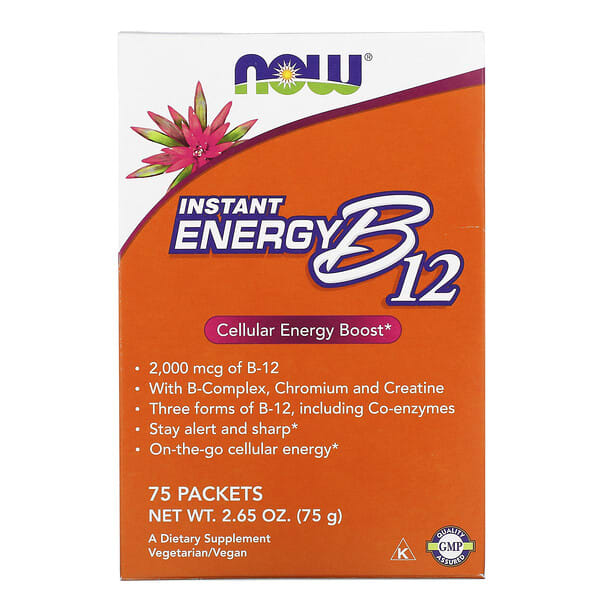 NOW®
INSTANT
ENERGY B12
Cellular Energy Boost*
• 2,000 mcg of B-12
• With B-Complex, Chromium and Creatine
• Three forms of B-12, including Co-enzymes
• Stay alert and sharp*
• On-the-go cellular energy*
75 PACKETS
NET WT. 2.65 OZ. (75 g)
A Dietary Supplement
Vegetarian/Vegan
K
QUALITY
GMP
ASSURED